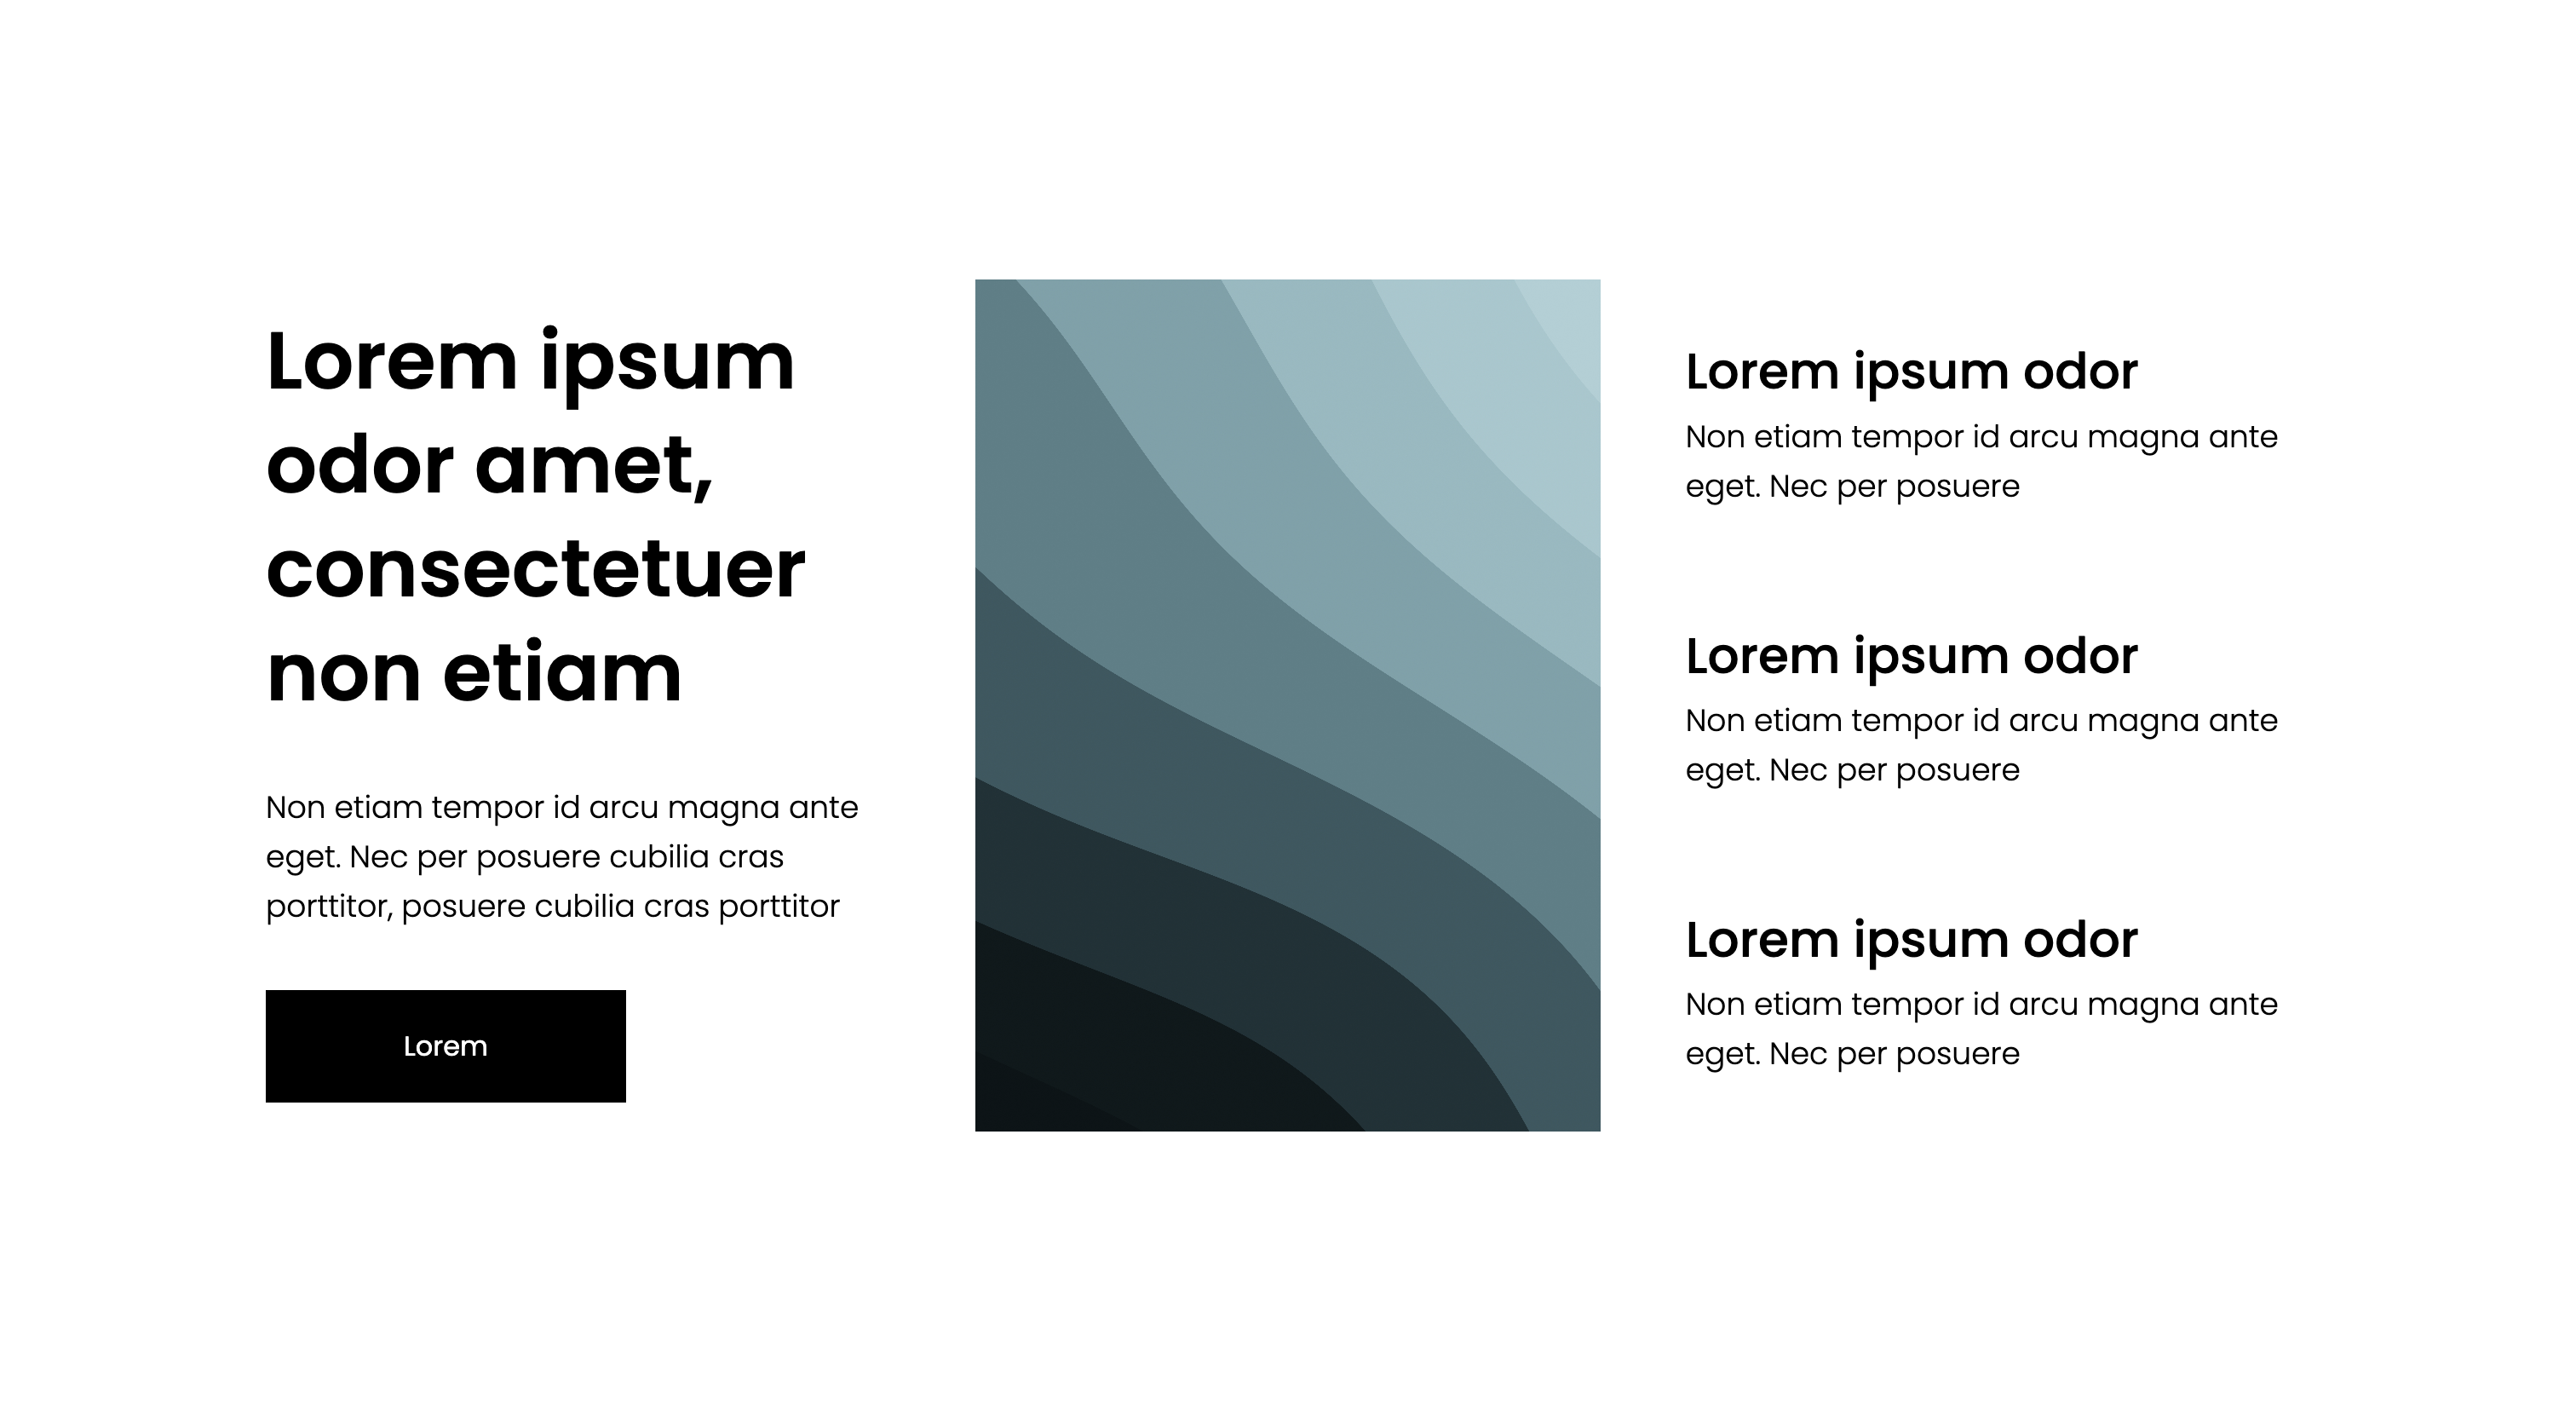 Lorem ipsum
odor amet,
consectetuer
non etiam
Non etiam tempor id arcu magna ante
eget. Nec per posuere cubilia cras
porttitor, posuere cubilia cras porttitor
Lorem
Lorem ipsum odor
Non etiam tempor id arcu magna ante
eget. Nec per posuere
Lorem ipsum odor
Non etiam tempor id arcu magna ante
eget. Nec per posuere
Lorem ipsum odor
Non etiam tempor id arcu magna ante
eget. Nec per posuere